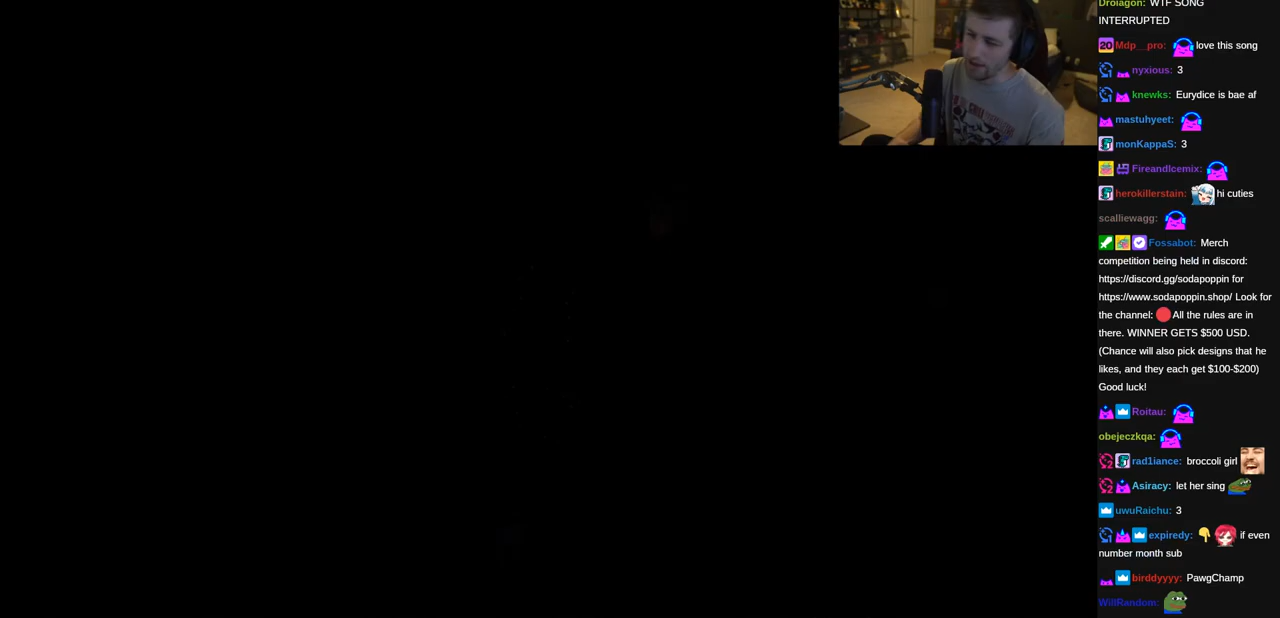 Droiagon: WTF SONG
INTERRUPTED
20 Mdp__pro: love this song
nyxious: 3
knewks: Eurydice is bae af
mastuhyeet:
monKappaS: 3
FireandIcemix:
herokillerstain: hi cuties
scalliewagg:
Fossabot: Merch
competition being held in discord:
https://discord.gg/sodapoppin for
https://www.sodapoppin.shop/ Look for
the channel: All the rules are in
there. WINNER GETS $500 USD.
(Chance will also pick designs that he
likes, and they each get $100-$200)
Good luck!
Roitau:
obejeczkqa:
2 rad1iance: broccoli girl
2 Asiracy: let her sing
uwuRaichu: 3
expiredy: if even
number month sub
birddyyyy: PawgChamp
WillRandom: